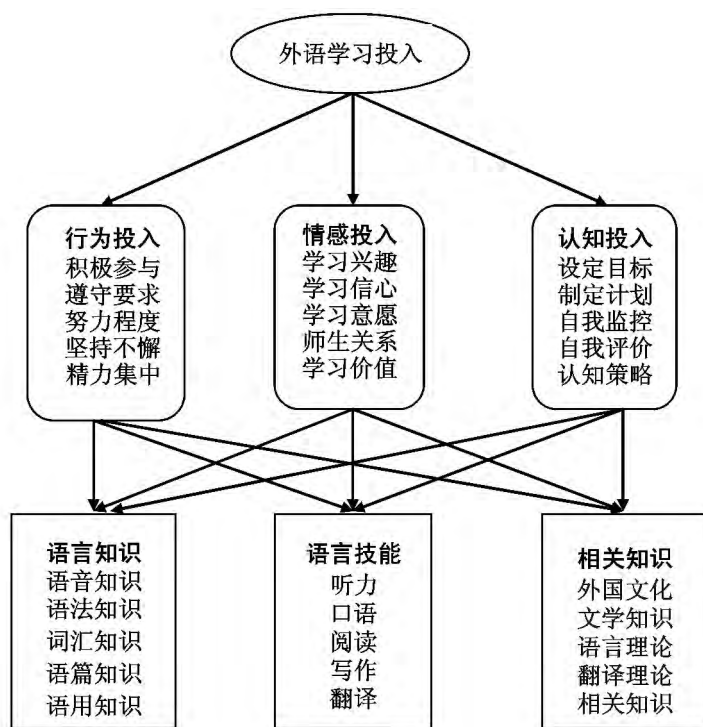 外语学习投入
行为投入
积极参与
遵守要求
努力程度
坚持不懈
精力集中
情感投入
学习兴趣
学习信心
学习意愿
师生关系
学习价值
认知投入
设定目标
制定计划
自我监控
自我评价
认知策略
语言知识
语音知识
语法知识
词汇知识
语篇知识
语用知识
语言技能
听力
口语
阅读
写作
翻译
相关知识
外国文化
文学知识
语言理论
翻译理论
相关知识